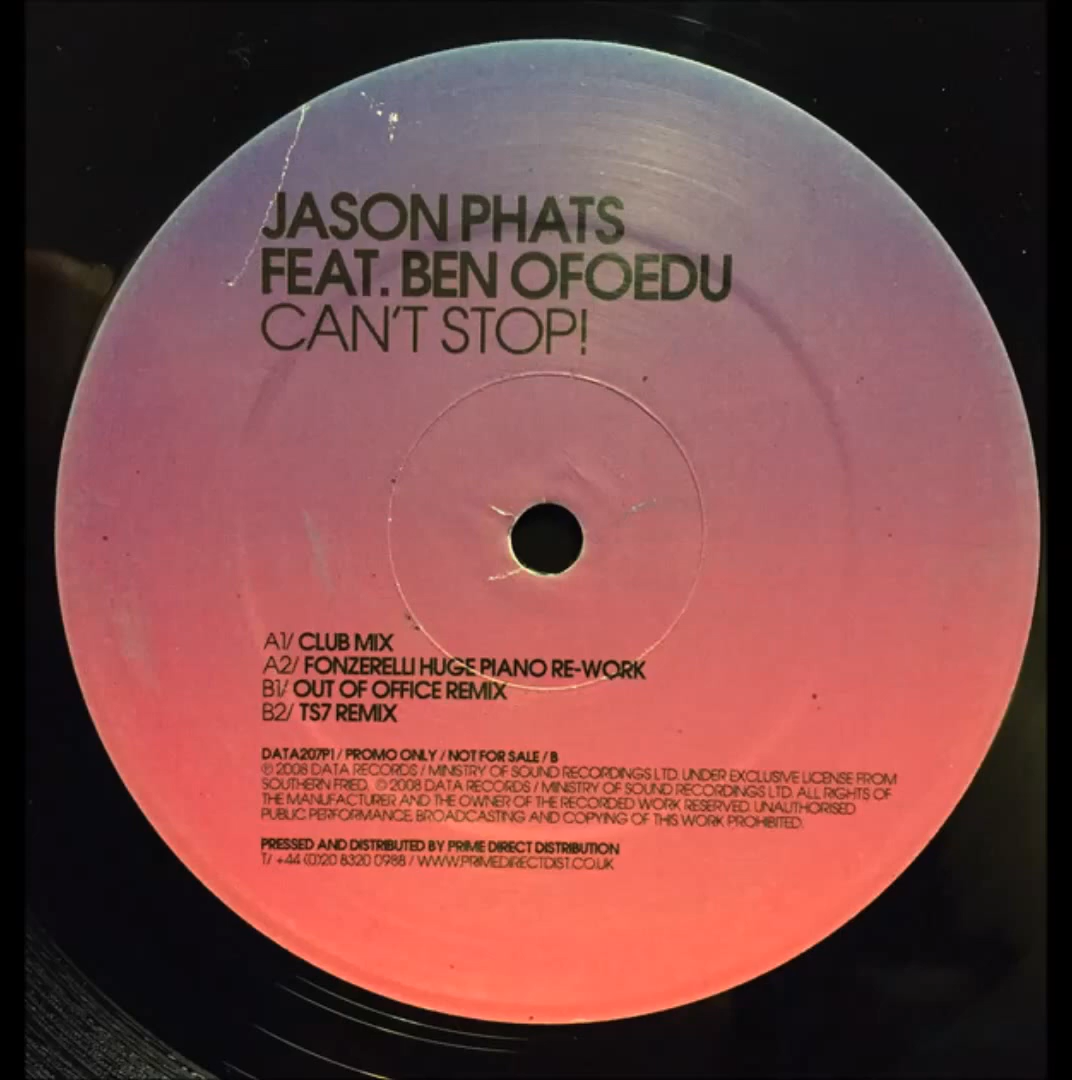 JASON PHATS
FEAT. BEN OFOEDU
CAN'T STOP!
A1/ CLUB MIX
A2/ FONZERELLI HUGE PIANO RE-WORK
B1/ OUT OF OFFICE REMIX
B2/ TS7 REMIX
DATA207P1 / PROMO ONLY / NOT FOR SALE / B
℗ 2008 DATA RECORDS / MINISTRY OF SOUND RECORDINGS LTD. UNDER EXCLUSIVE LICENSE FROM
SOUTHERN FRIED. © 2008 DATA RECORDS / MINISTRY OF SOUND RECORDINGS LTD. ALL RIGHTS OF
THE MANUFACTURER AND THE OWNER OF THE RECORDED WORK RESERVED. UNAUTHORISED
PUBLIC PERFORMANCE, BROADCASTING AND COPYING OF THIS WORK PROHIBITED.
PRESSED AND DISTRIBUTED BY PRIME DIRECT DISTRIBUTION
T/ +44 (0)20 8320 0988 / WWW.PRIMEDIRECTDIST.CO.UK